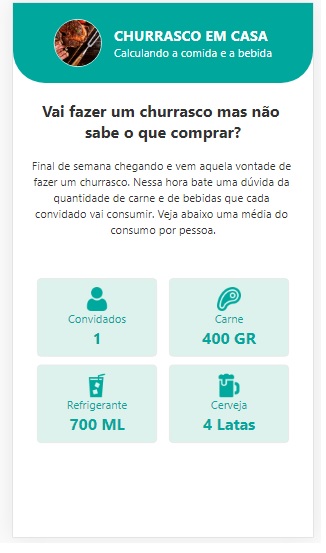 CHURRASCO EM CASA
Calculando a comida e a bebida
Vai fazer um churrasco mas não
sabe o que comprar?
Final de semana chegando e vem aquela vontade de
fazer um churrasco. Nessa hora bate uma dúvida da
quantidade de carne e de bebidas que cada
convidado vai consumir. Veja abaixo uma média do
consumo por pessoa.
Convidados
1
Carne
400 GR
Refrigerante
700 ML
Cerveja
4 Latas